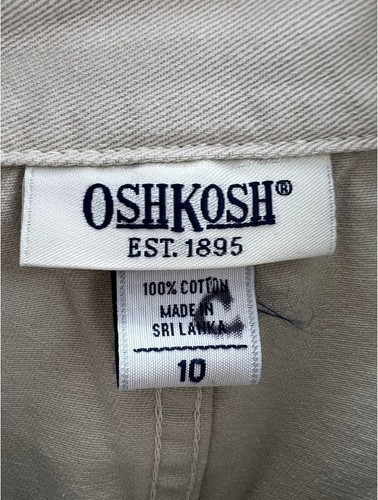 OSHKOSH®
EST. 1895
100% COTTON
MADE IN
SRI LANKA
C
10